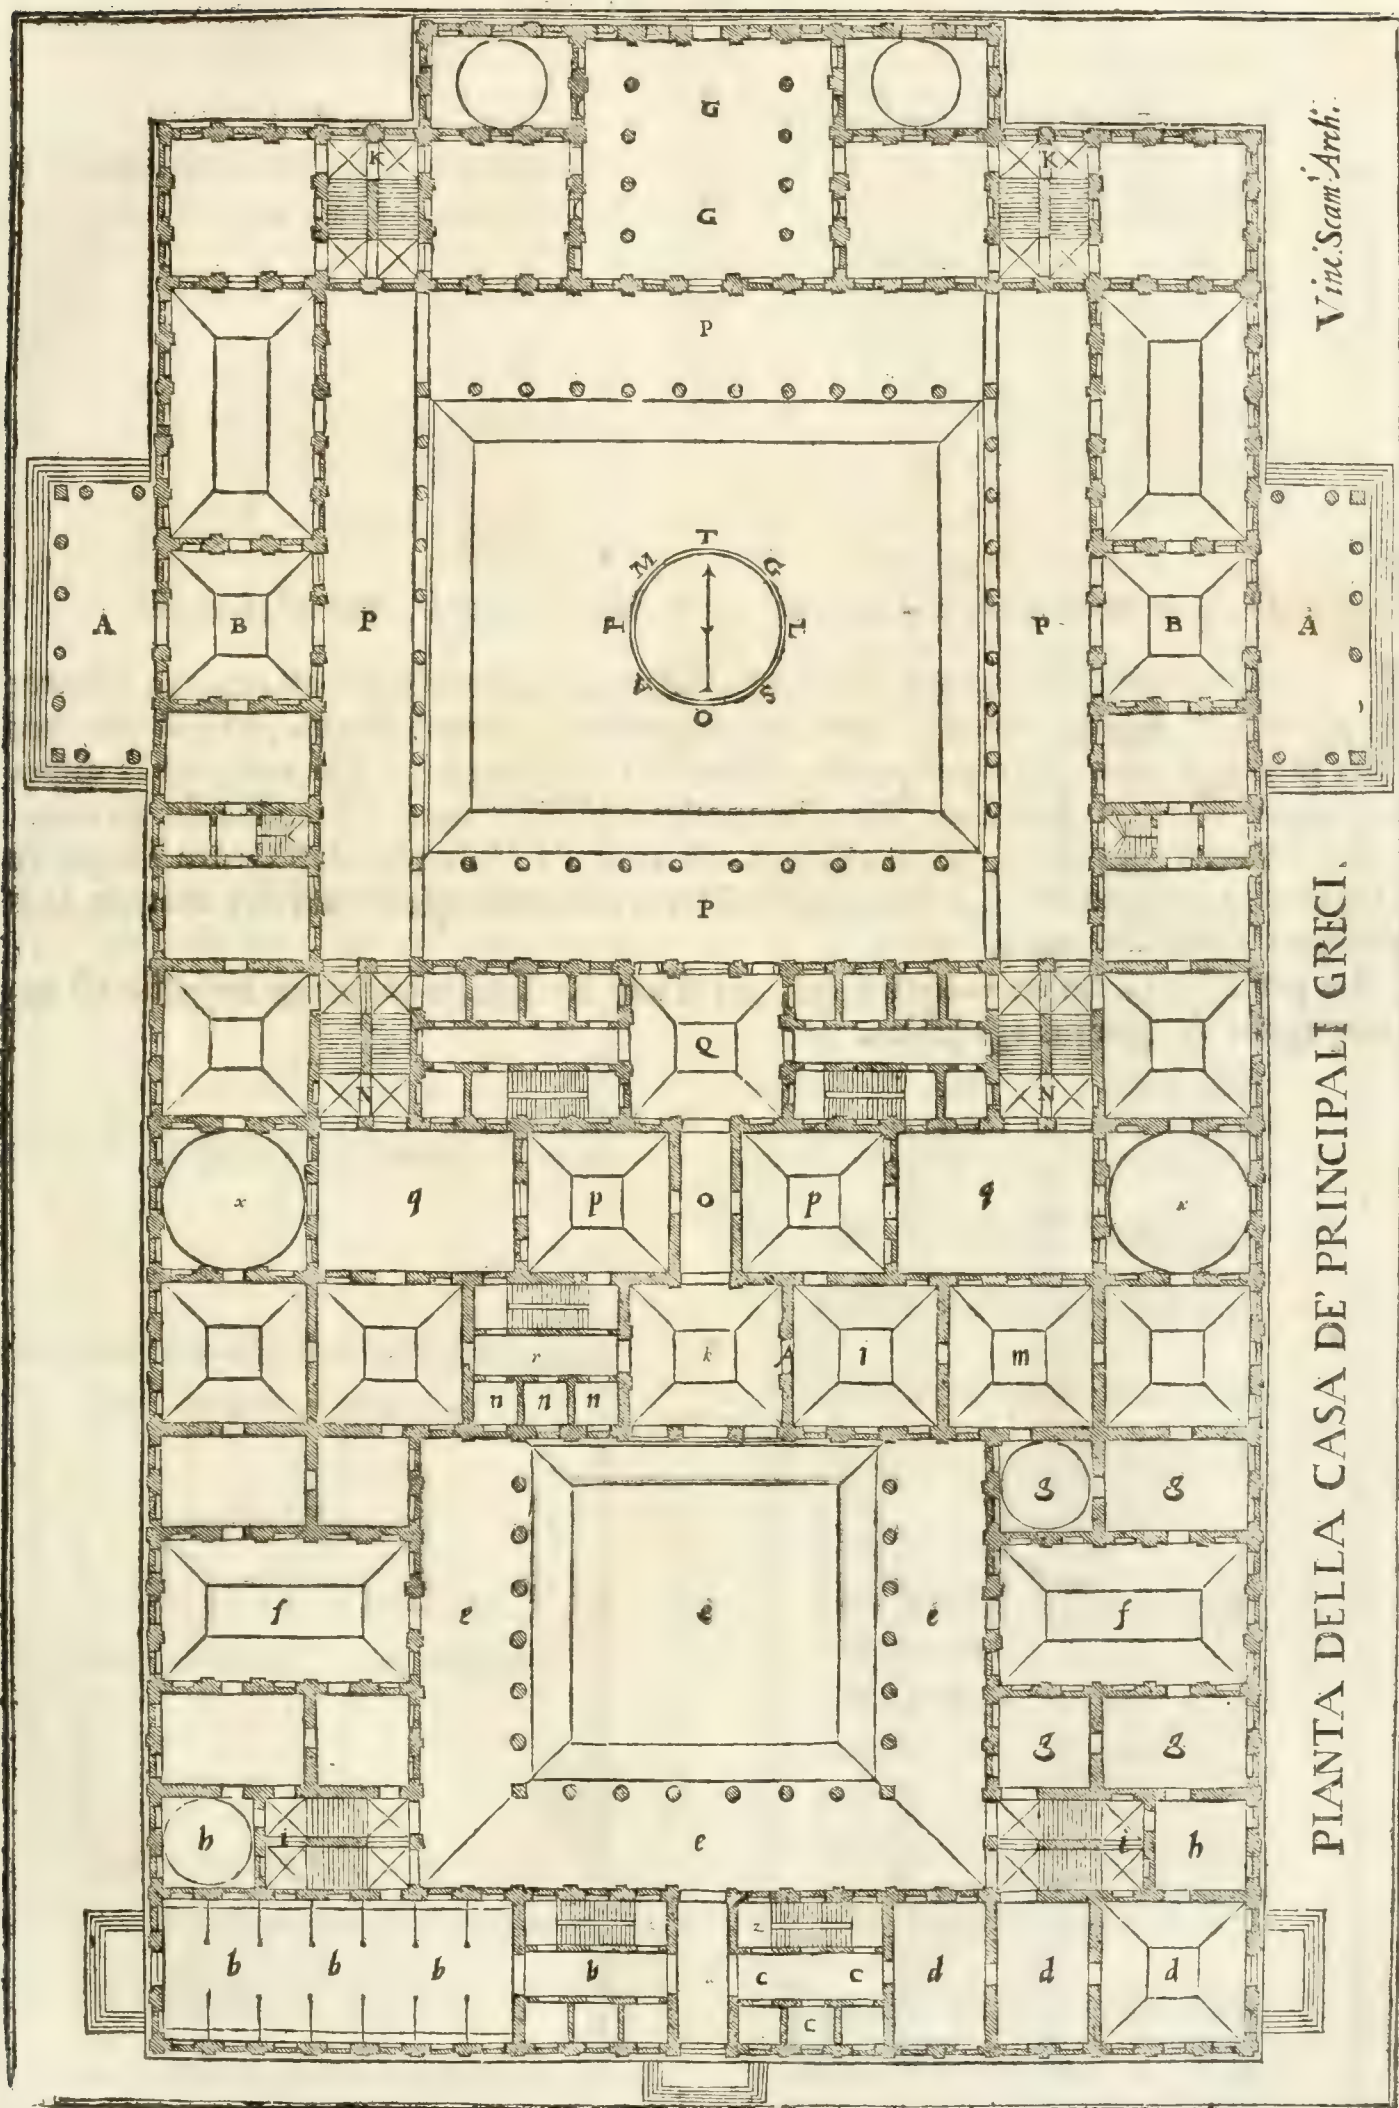 Vinc. Scam. Arch.
PIANTA DELLA CASA DE' PRINCIPALI GRECI.
G
K K
G
P
T
M G
A B P T L P B A
A S
O
P
Q
N N
x q p o p q x
r k A l m
n n n
g g
e e e
f f
g g
h i e i h
z
b b b b c c d d d
c